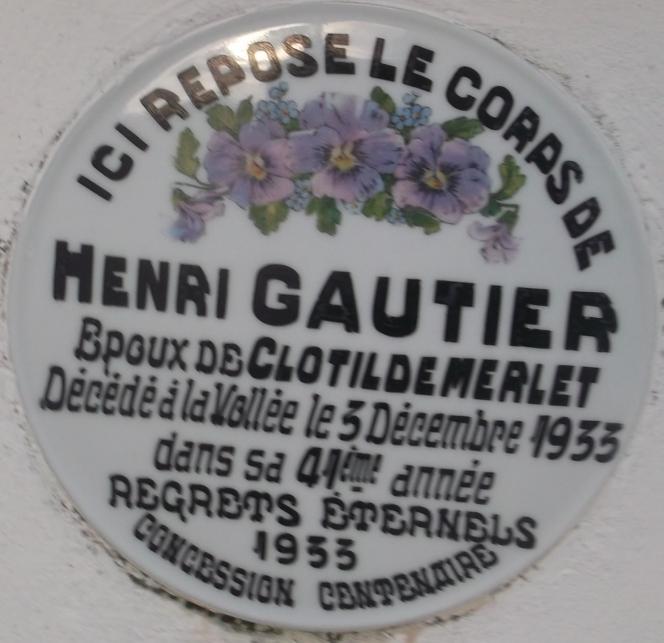 ICI REPOSE LE CORPS DE
HENRI GAUTIER
Epoux de CLOTILDE MERLET
Décédé à la Vollée le 3 Décembre 1933
dans sa 41ème année
REGRETS ÉTERNELS
1933
CONCESSION CENTENAIRE